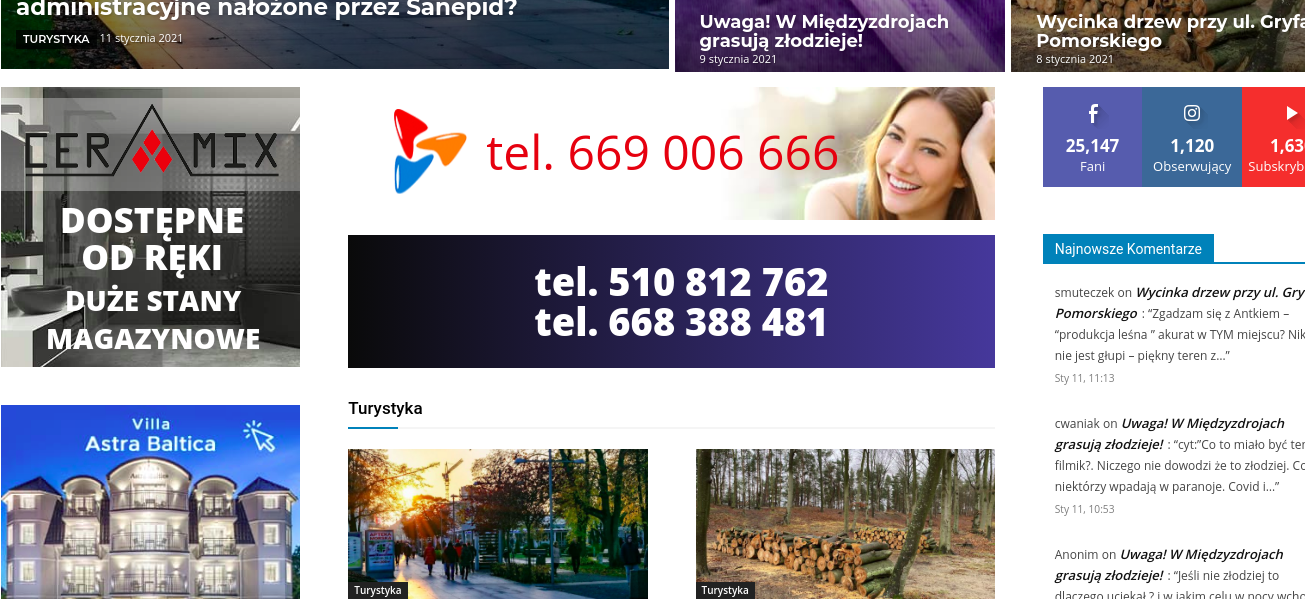 administracyjne nałożone przez Sanepid?
TURYSTYKA 11 stycznia 2021
Uwaga! W Międzyzdrojach
grasują złodzieje!
9 stycznia 2021
Wycinka drzew przy ul. Gryfa
Pomorskiego
8 stycznia 2021
CERAMIX
DOSTĘPNE
OD RĘKI
DUŻE STANY
MAGAZYNOWE
Villa
Astra Baltica
tel. 669 006 666
tel. 510 812 762
tel. 668 388 481
Turystyka
Turystyka
Turystyka
25,147
Fani
1,120
Obserwujący
1,63
Subskryb
Najnowsze Komentarze
smuteczek on Wycinka drzew przy ul. Gry
Pomorskiego : “Zgadzam się z Antkiem –
“produkcja leśna ” akurat w TYM miejscu? Nik
nie jest głupi – piękny teren z…”
Sty 11, 11:13
cwaniak on Uwaga! W Międzyzdrojach
grasują złodzieje! : “cyt:”Co to miało być ten
filmik?. Niczego nie dowodzi że to złodziej. Co
niektórzy wpadają w paranoje. Covid i…”
Sty 11, 10:53
Anonim on Uwaga! W Międzyzdrojach
grasują złodzieje! : “Jeśli nie złodziej to
dlaczego uciekał ? i w jakim celu w nocy wcho